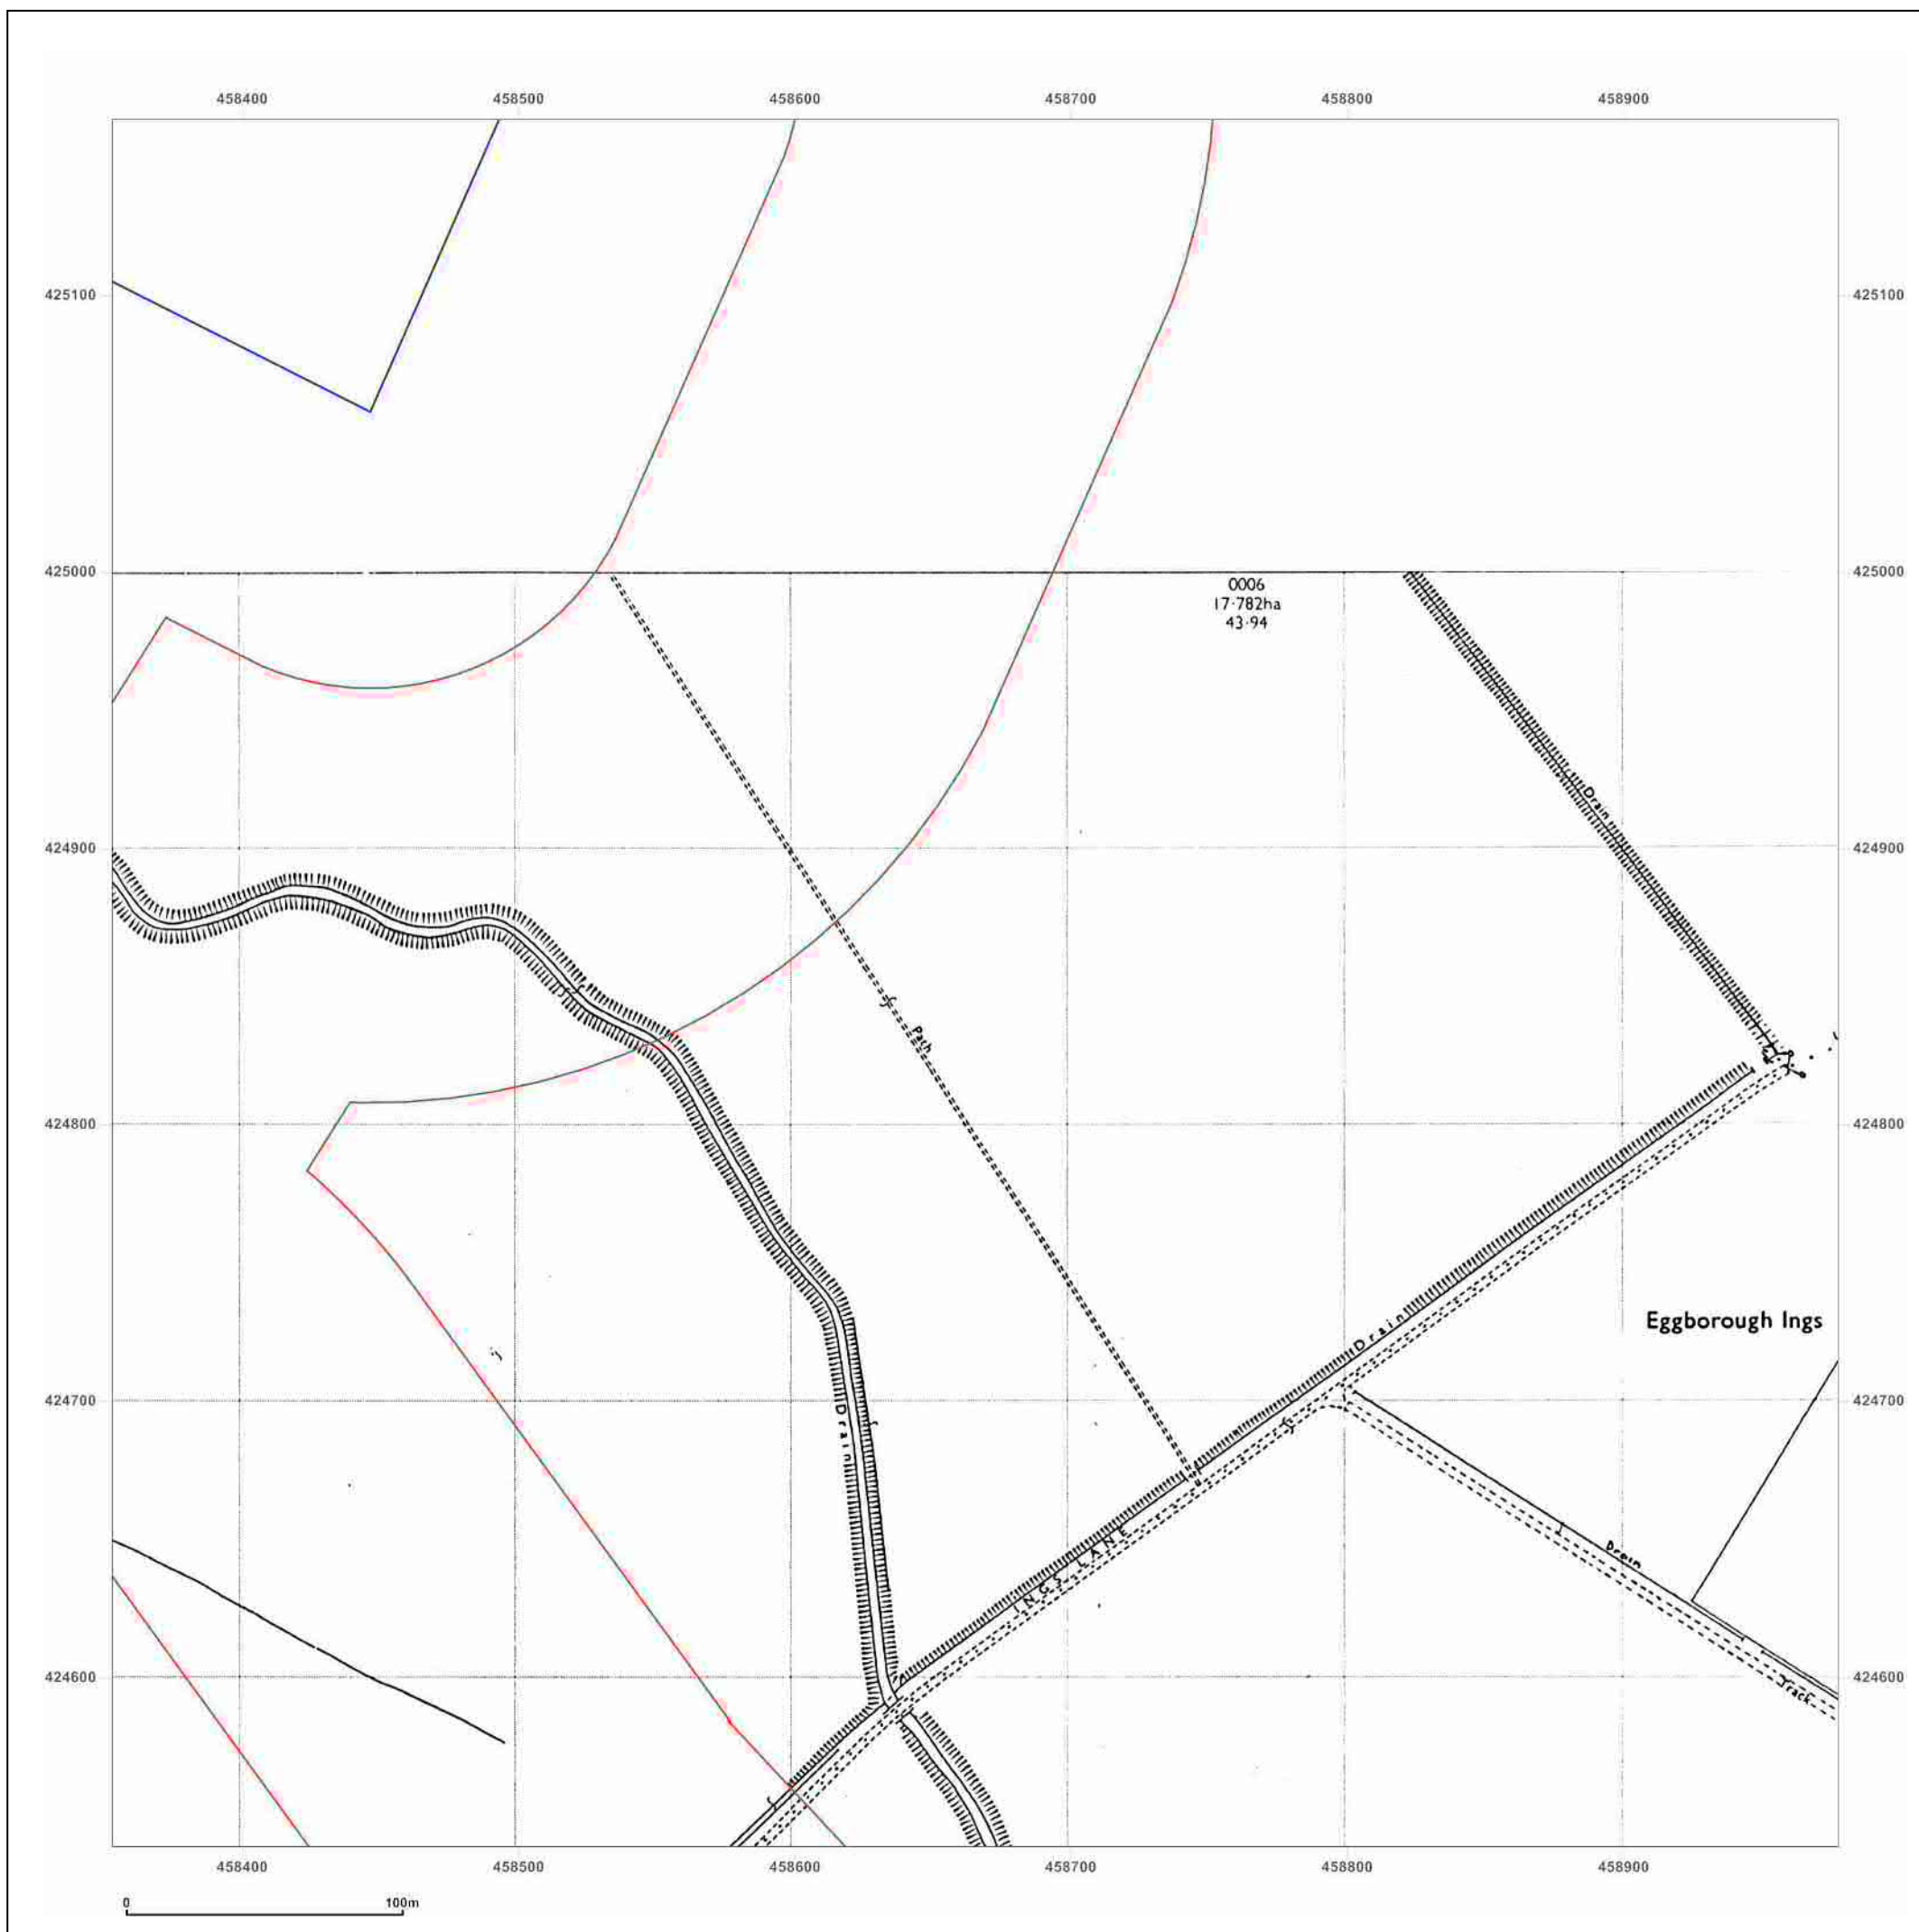 458400 458500 458600 458700 458800 458900
425100 425100
425000 425000
0006
17·782ha
43·94
Drain
424900 424900
Path
424800 424800
Eggborough Ings
Drain
424700 424700
Drain
INGS LANE
Drain
424600 424600
Track
458400 458500 458600 458700 458800 458900
0 100m